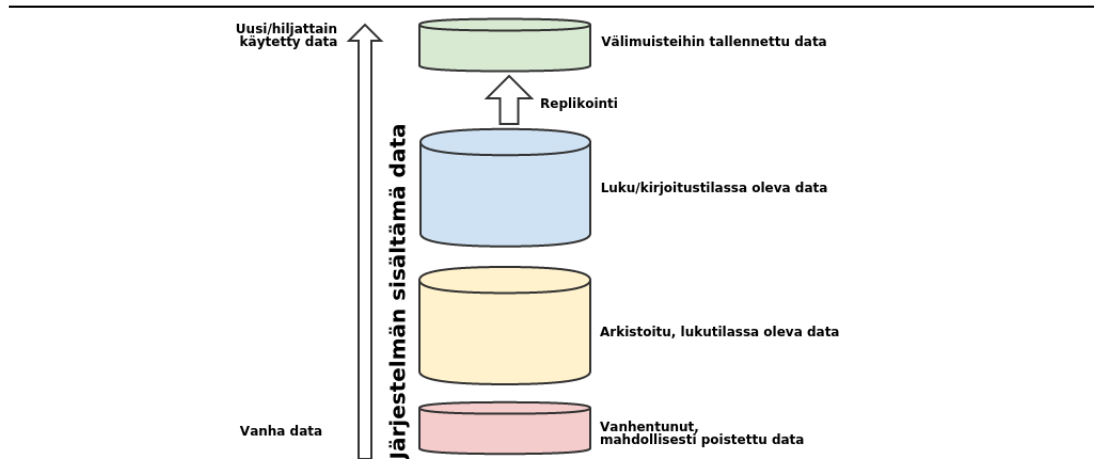 Uusi/hiljattain
käytetty data
Välimuisteihin tallennettu data
Replikointi
Järjestelmän sisältämä data
Luku/kirjoitustilassa oleva data
Arkistoitu, lukutilassa oleva data
Vanha data
Vanhentunut,
mahdollisesti poistettu data